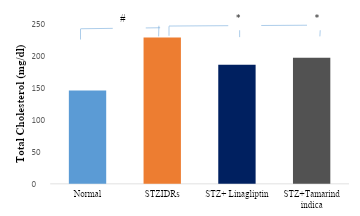 Total Cholesterol (mg/dl)
250
200
150
100
50
0
#
*
*
Normal
STZIDRs
STZ+ Linagliptin
STZ+Tamarind
indica